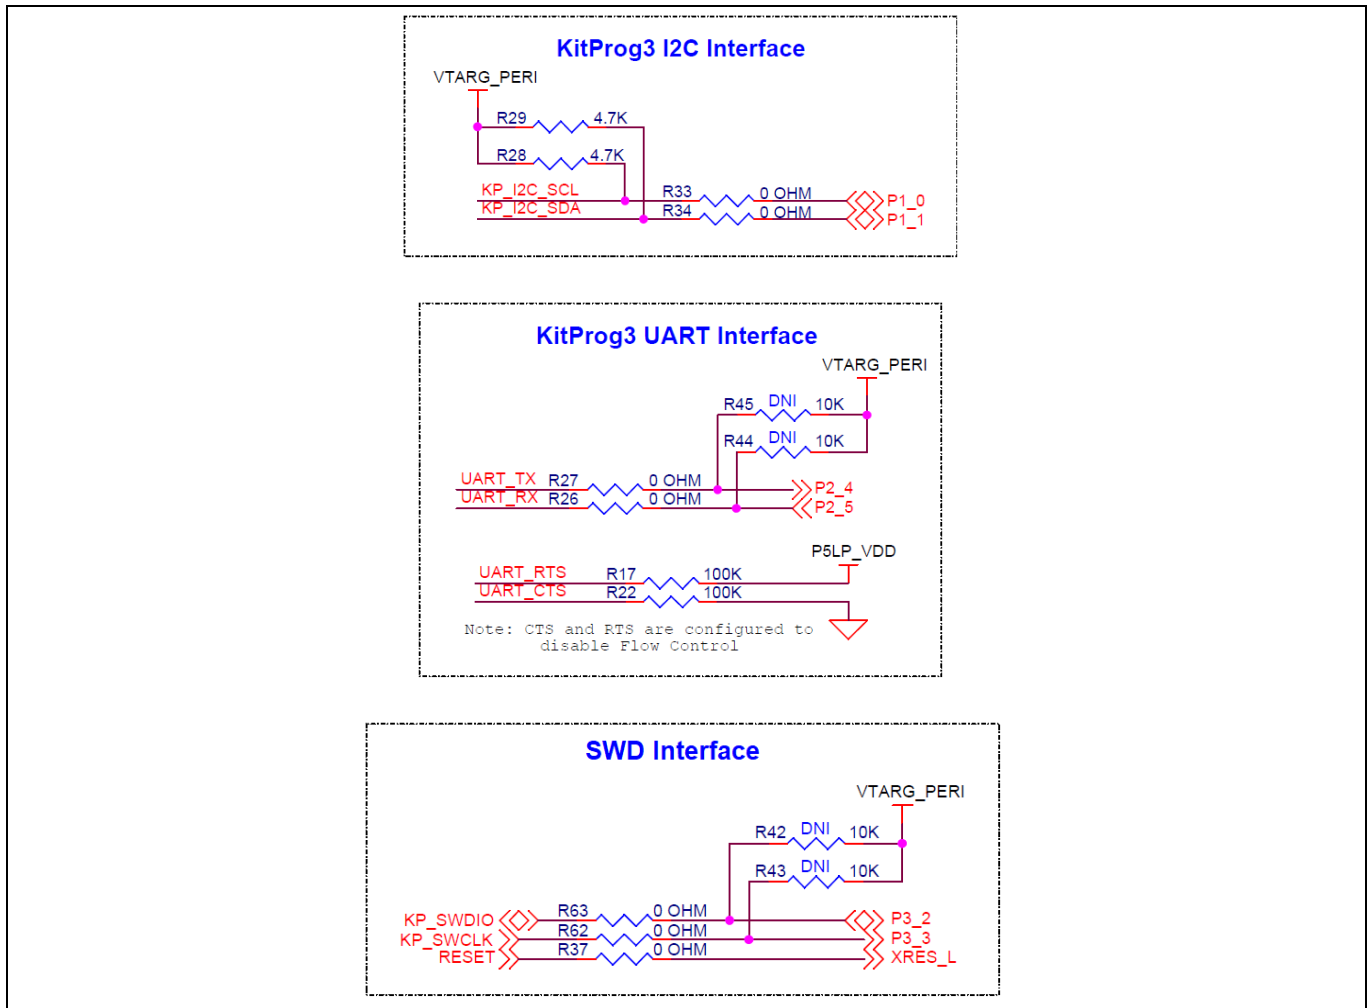 KitProg3 I2C Interface
VTARG_PERI
R29 4.7K
R28 4.7K
KP_I2C_SCL R33 0 OHM P1_0
KP_I2C_SDA R34 0 OHM P1_1
KitProg3 UART Interface
VTARG_PERI
R45 DNI 10K
R44 DNI 10K
UART_TX R27 0 OHM P2_4
UART_RX R26 0 OHM P2_5
P5LP_VDD
UART_RTS R17 100K
UART_CTS R22 100K
Note: CTS and RTS are configured to
disable Flow Control
SWD Interface
VTARG_PERI
R42 DNI 10K
R43 DNI 10K
KP_SWDIO R63 0 OHM P3_2
KP_SWCLK R62 0 OHM P3_3
RESET R37 0 OHM XRES_L